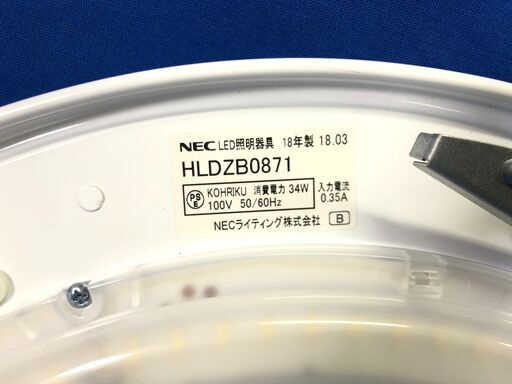 NEC LED照明器具 18年製 18.03
HLDZB0871
PS E KOHRIKU 消費電力 34W 入力電流
100V 50/60Hz 0.35A
NECライティング株式会社 B